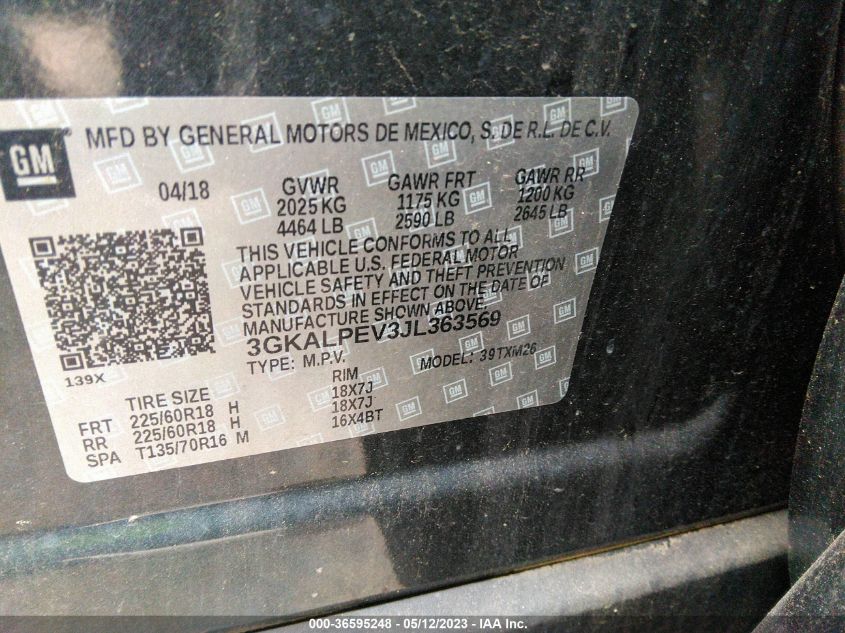 GM
MFD BY GENERAL MOTORS DE MEXICO, S. DE R.L. DE C.V.
04/18 GVWR GAWR FRT GAWR RR
2025 KG 1175 KG 1200 KG
4464 LB 2590 LB 2645 LB
THIS VEHICLE CONFORMS TO ALL
APPLICABLE U.S. FEDERAL MOTOR
VEHICLE SAFETY AND THEFT PREVENTION
STANDARDS IN EFFECT ON THE DATE OF
MANUFACTURE SHOWN ABOVE
3GKALPEV3JL363569
TYPE: M.P.V. MODEL: 39TXM26
139X
TIRE SIZE RIM
FRT 225/60R18 H 18X7J
RR 225/60R18 H 18X7J
SPA T135/70R16 M 16X4BT
000-36595248 - 05/12/2023 - IAA Inc.